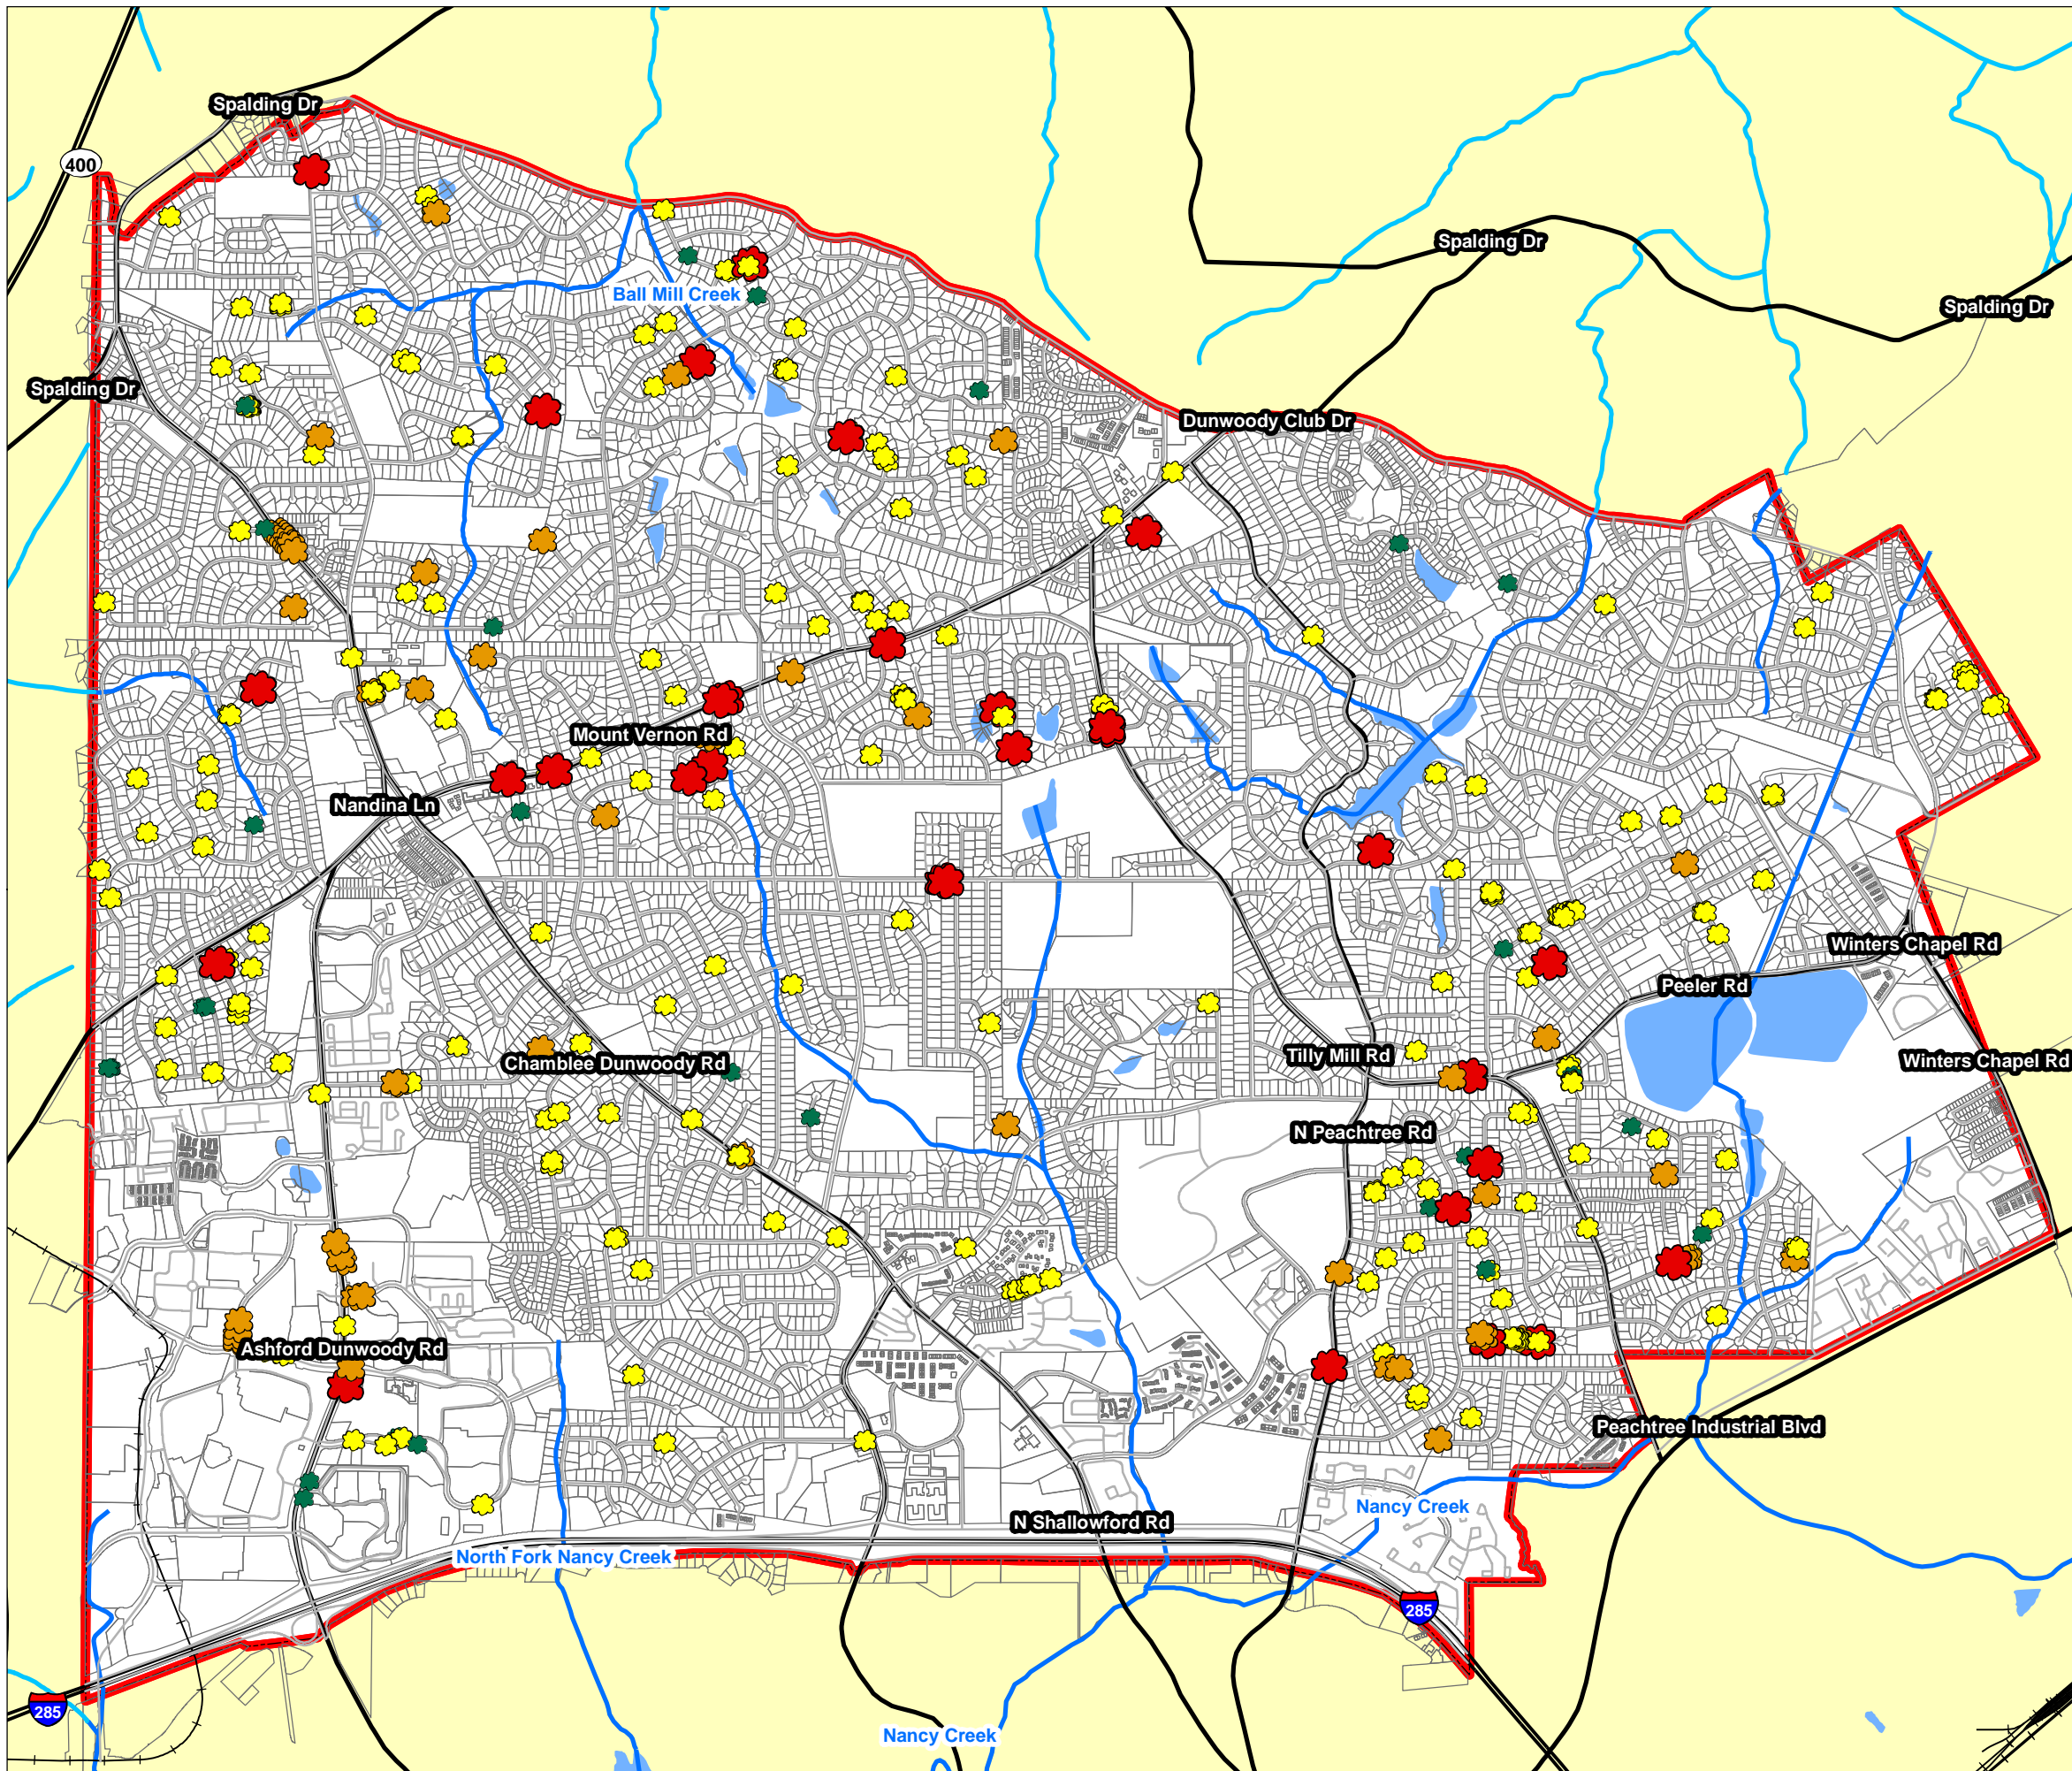 Spalding Dr
400
Spalding Dr
Ball Mill Creek
Spalding Dr
Spalding Dr
Dunwoody Club Dr
Mount Vernon Rd
Nandina Ln
Winters Chapel Rd
Peeler Rd
Tilly Mill Rd
Chamblee Dunwoody Rd
Winters Chapel Rd
N Peachtree Rd
Ashford Dunwoody Rd
Peachtree Industrial Blvd
Nancy Creek
N Shallowford Rd
North Fork Nancy Creek
285
285
Nancy Creek